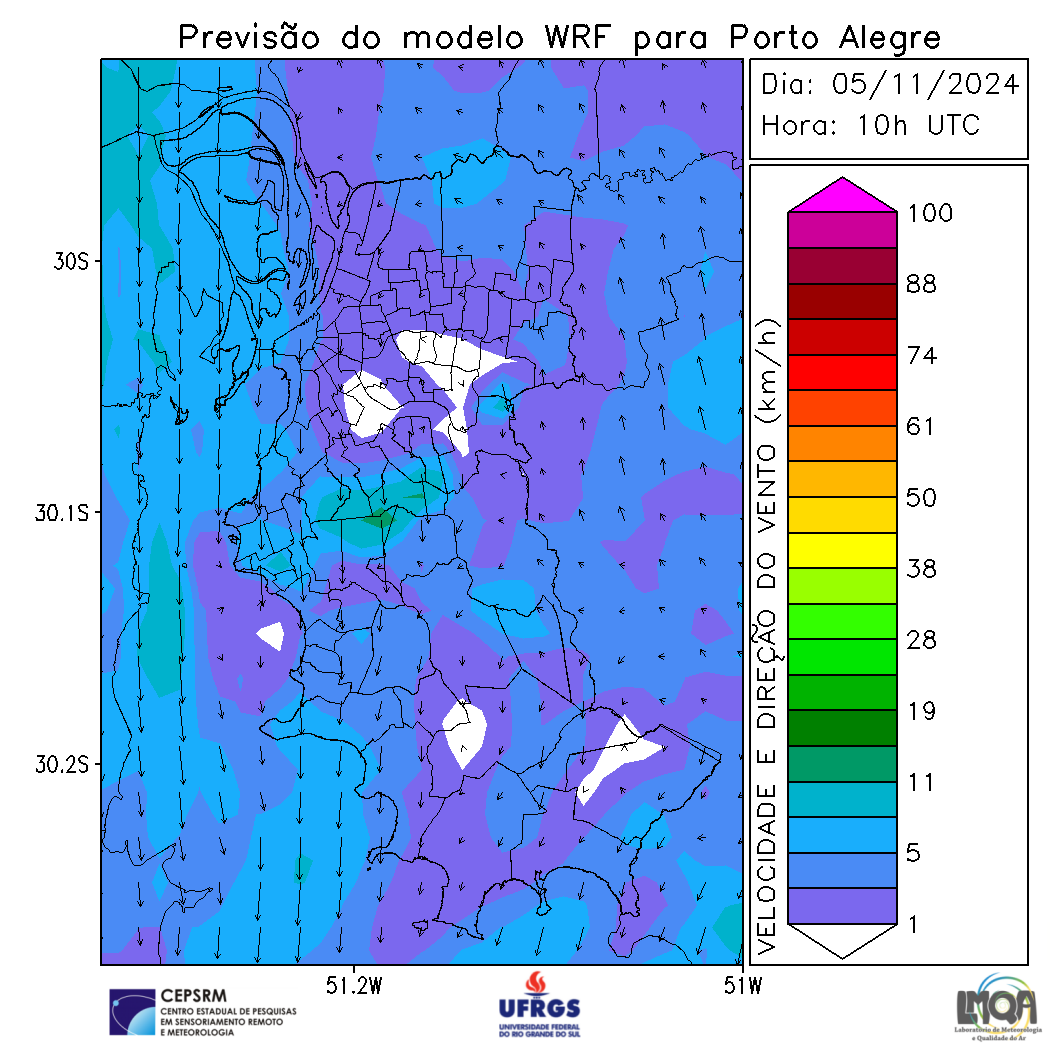 Previsão do modelo WRF para Porto Alegre
Dia: 05/11/2024
Hora: 10h UTC
30S
30.1S
30.2S
51.2W
51W
VELOCIDADE E DIREÇÃO DO VENTO (km/h)
100
88
74
61
50
38
28
19
11
5
1
CEPSRM
CENTRO ESTADUAL DE PESQUISAS
EM SENSORIAMENTO REMOTO
E METEOROLOGIA
UFRGS
UNIVERSIDADE FEDERAL
DO RIO GRANDE DO SUL
LMQA
Laboratório de Meteorologia
e Qualidade do Ar